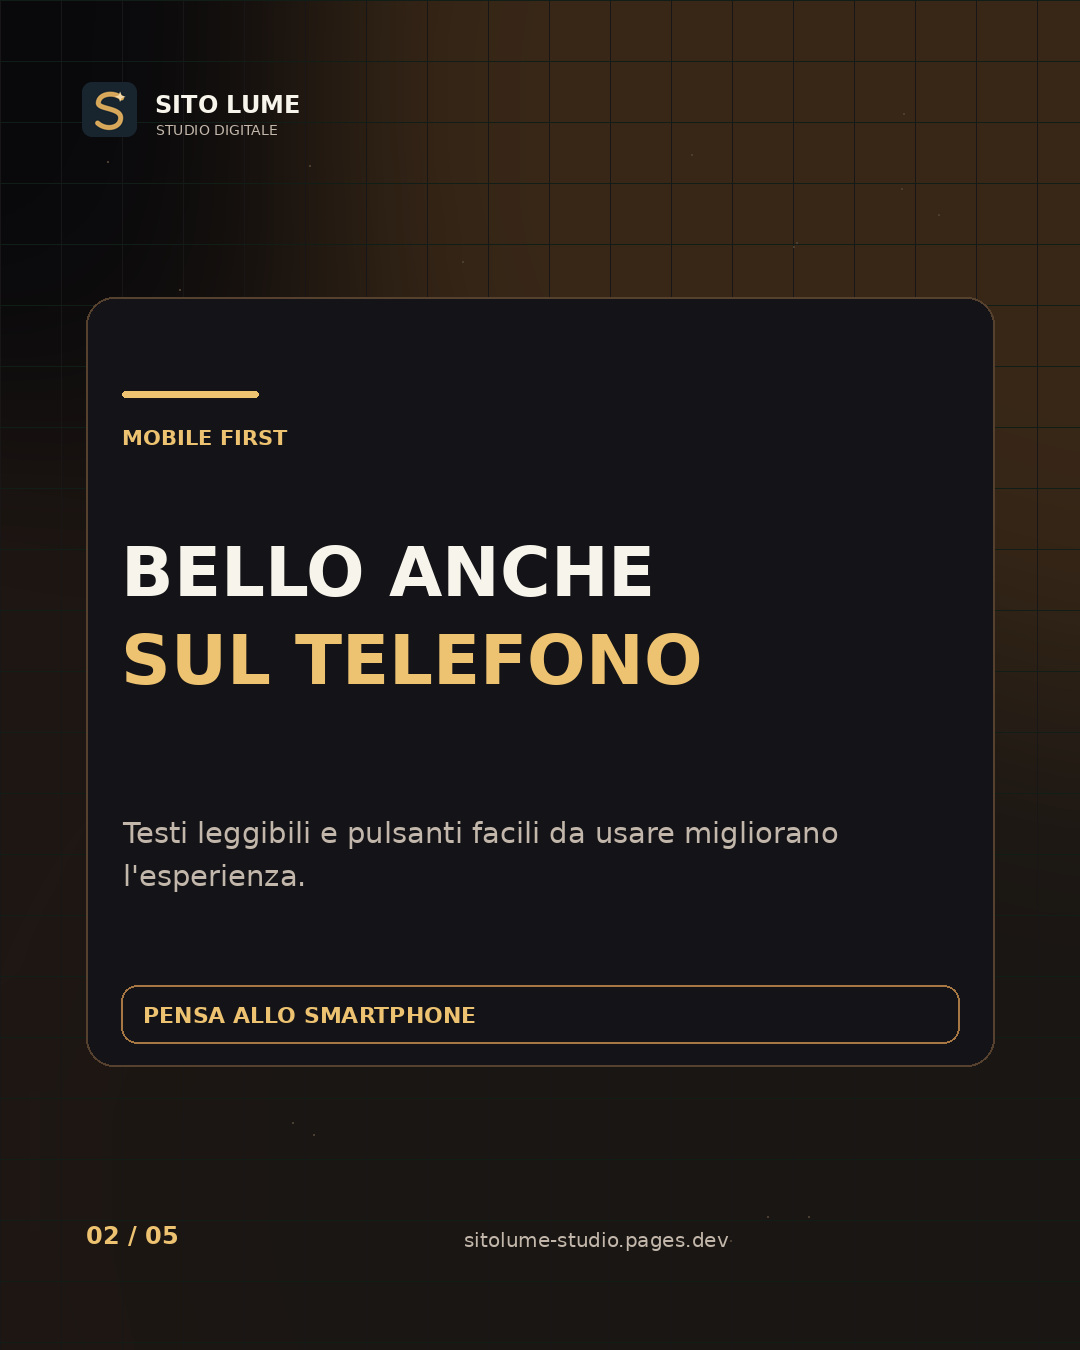 SITO LUME
STUDIO DIGITALE
MOBILE FIRST
BELLO ANCHE
SUL TELEFONO
Testi leggibili e pulsanti facili da usare migliorano
l'esperienza.
PENSA ALLO SMARTPHONE
02 / 05
sitolume-studio.pages.dev